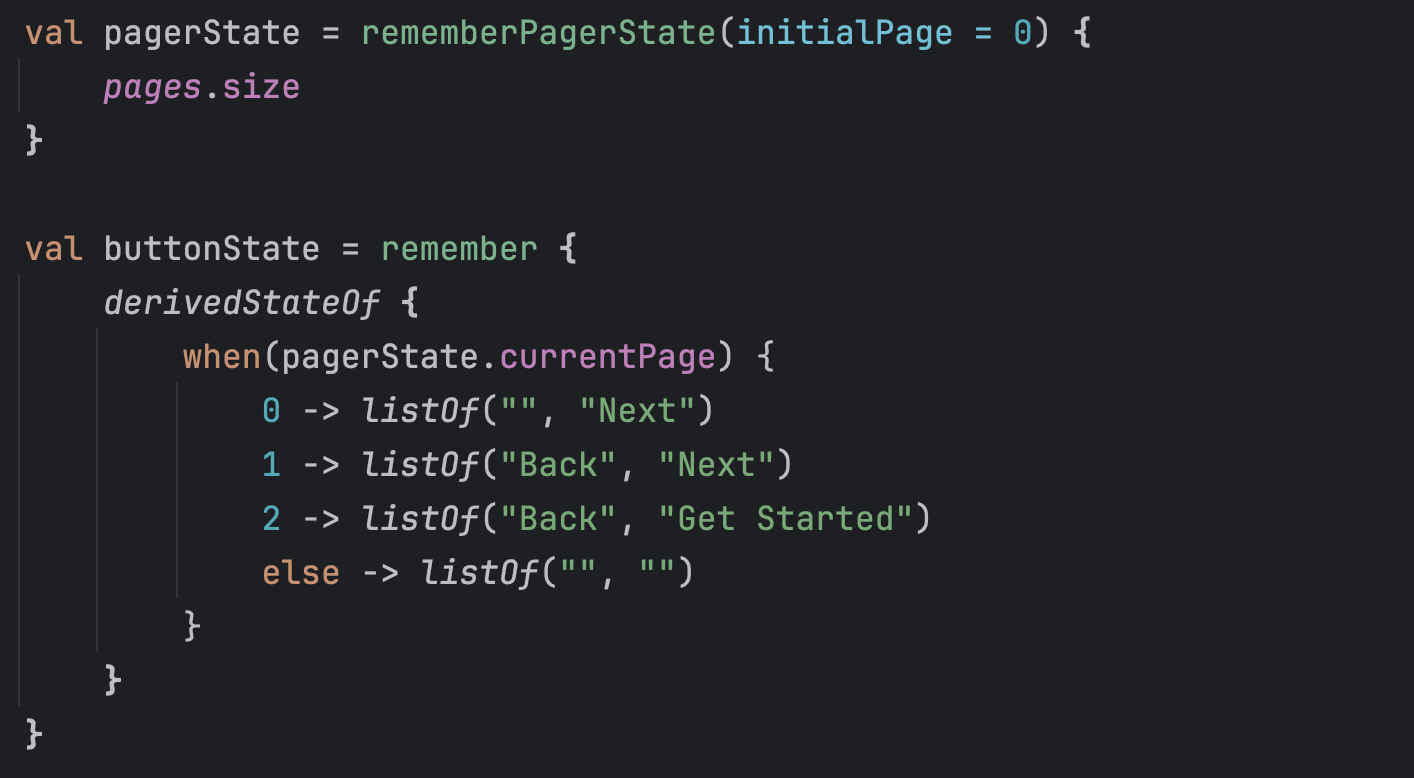 val pagerState = rememberPagerState(initialPage = 0) {
    pages.size
}

val buttonState = remember {
    derivedStateOf {
        when(pagerState.currentPage) {
            0 -> listOf("", "Next")
            1 -> listOf("Back", "Next")
            2 -> listOf("Back", "Get Started")
            else -> listOf("", "")
        }
    }
}